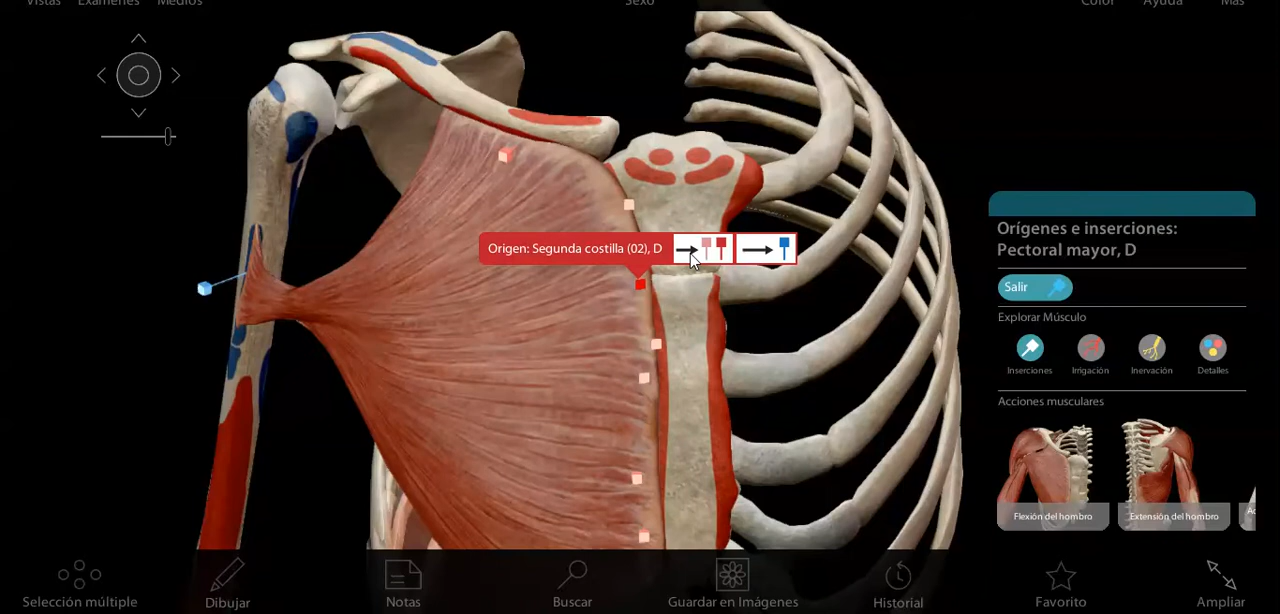 Vistas Exámenes Medios Sexo Color Ayuda Más
Orígenes e inserciones:
Pectoral mayor, D
Origen: Segunda costilla (02), D
Salir
Explorar Músculo
Inserciones Irrigación Inervación Detalles
Acciones musculares
Flexión del hombro Extensión del hombro
Selección múltiple Dibujar Notas Buscar Guardar en Imágenes Historial Favorito Ampliar